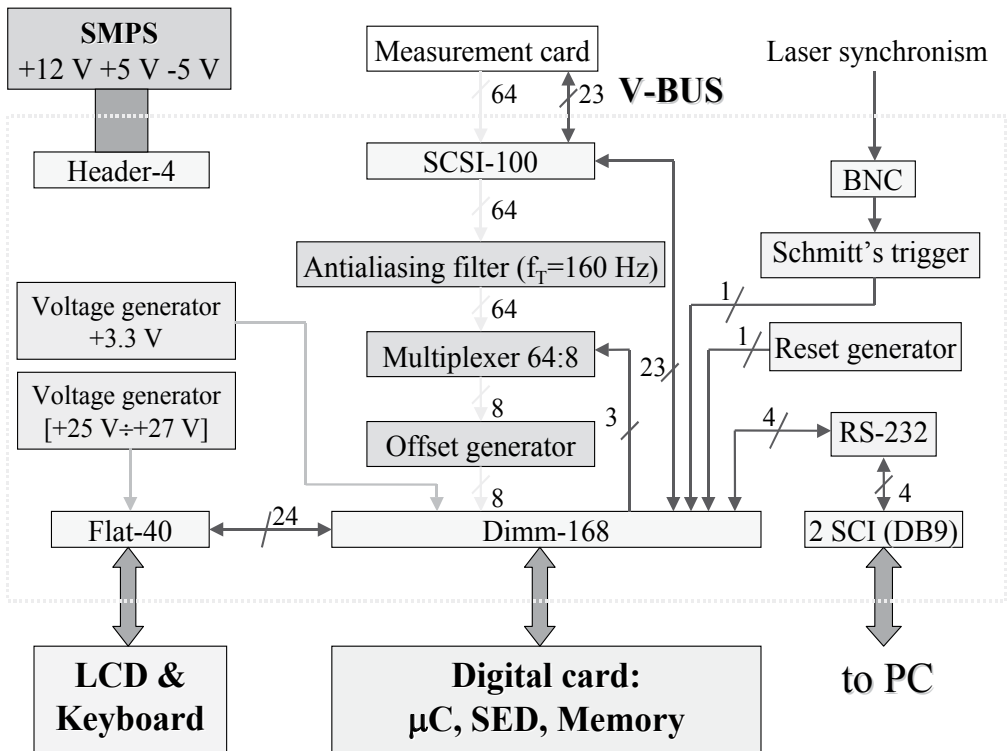 SMPS
+12 V +5 V -5 V
Measurement card
Laser synchronism
64
23
V-BUS
Header-4
SCSI-100
BNC
64
Schmitt’s trigger
Antialiasing filter (fT=160 Hz)
1
Voltage generator
+3.3 V
64
1
Reset generator
Multiplexer 64:8
23
Voltage generator
[+25 V÷+27 V]
8
3
4
RS-232
Offset generator
8
4
24
Flat-40
Dimm-168
2 SCI (DB9)
LCD &
Keyboard
Digital card:
μC, SED, Memory
to PC